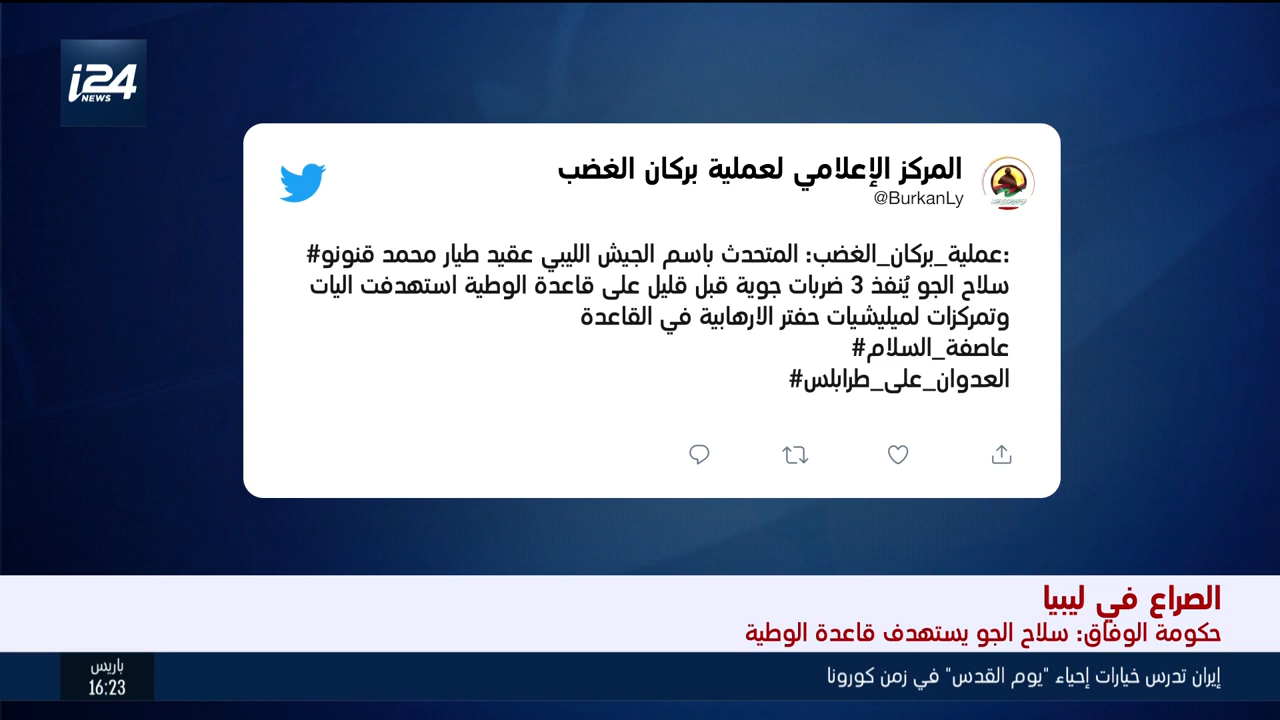 i24
NEWS
المركز الإعلامي لعملية بركان الغضب
@BurkanLy
:عملية_بركان_الغضب: المتحدث باسم الجيش الليبي عقيد طيار محمد قنونو#
سلاح الجو يُنفذ 3 ضربات جوية قبل قليل على قاعدة الوطية استهدفت اليات
وتمركزات لميليشيات حفتر الارهابية في القاعدة
عاصفة_السلام#
العدوان_على_طرابلس#
الصراع في ليبيا
حكومة الوفاق: سلاح الجو يستهدف قاعدة الوطية
إيران تدرس خيارات إحياء "يوم القدس" في زمن كورونا
باريس
16:23